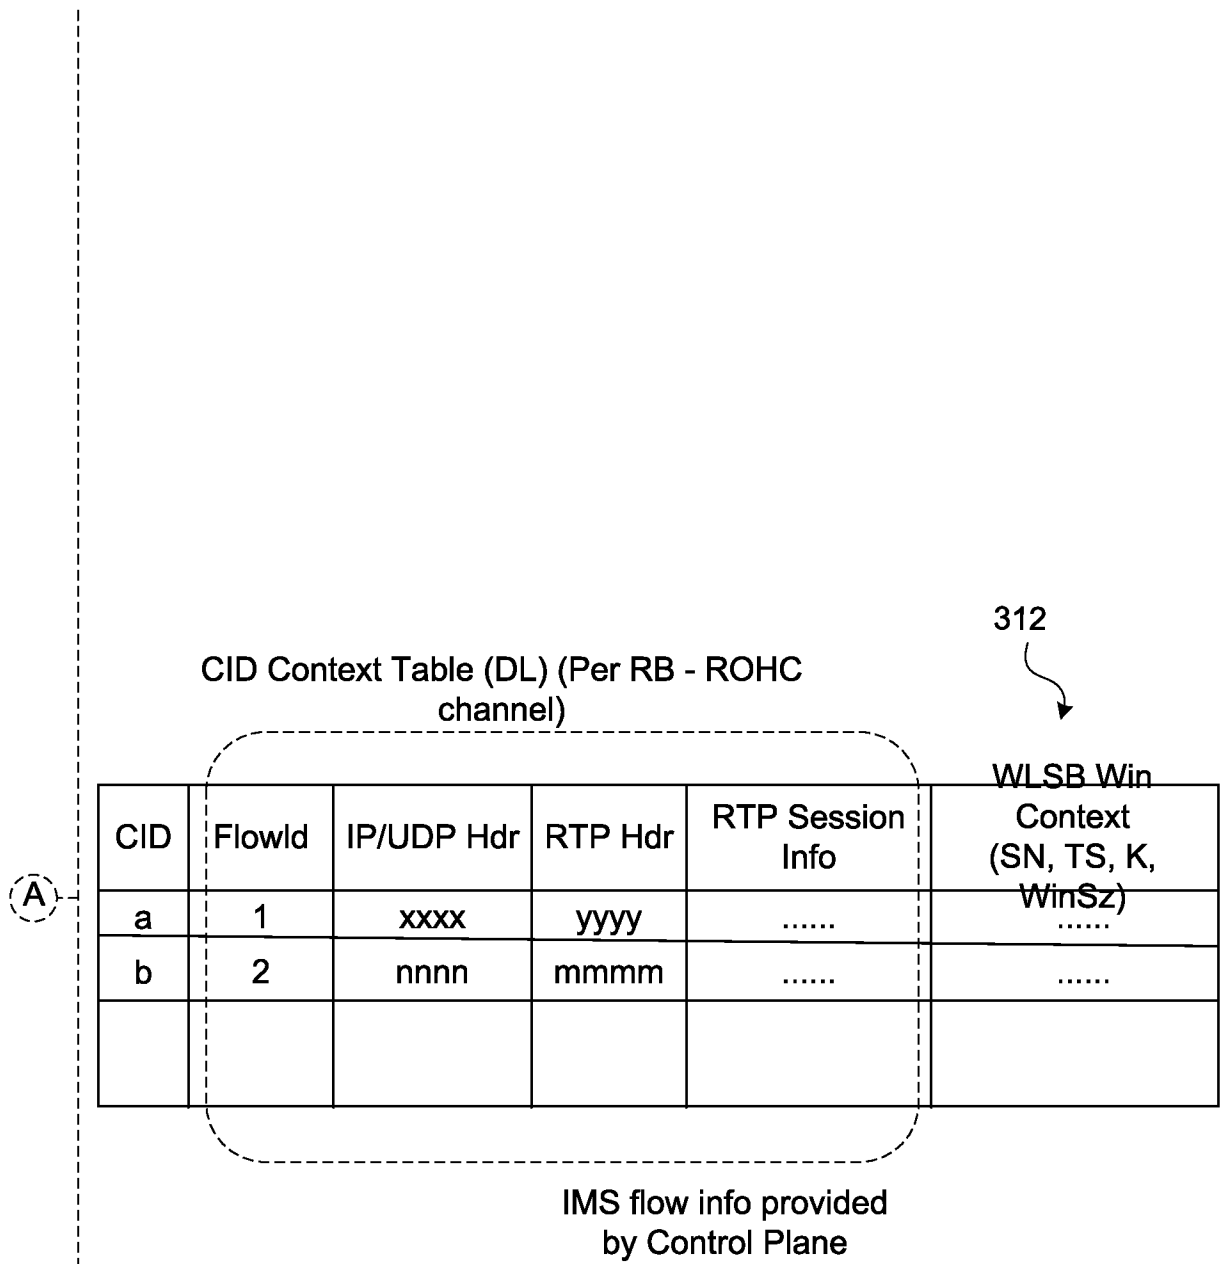 312
CID Context Table (DL) (Per RB - ROHC
channel)
CID
FlowId
IP/UDP Hdr
RTP Hdr
RTP Session
Info
WLSB Win
Context
(SN, TS, K,
WinSz)
A
a
1
xxxx
yyyy
......
......
b
2
nnnn
mmmm
......
......
IMS flow info provided
by Control Plane